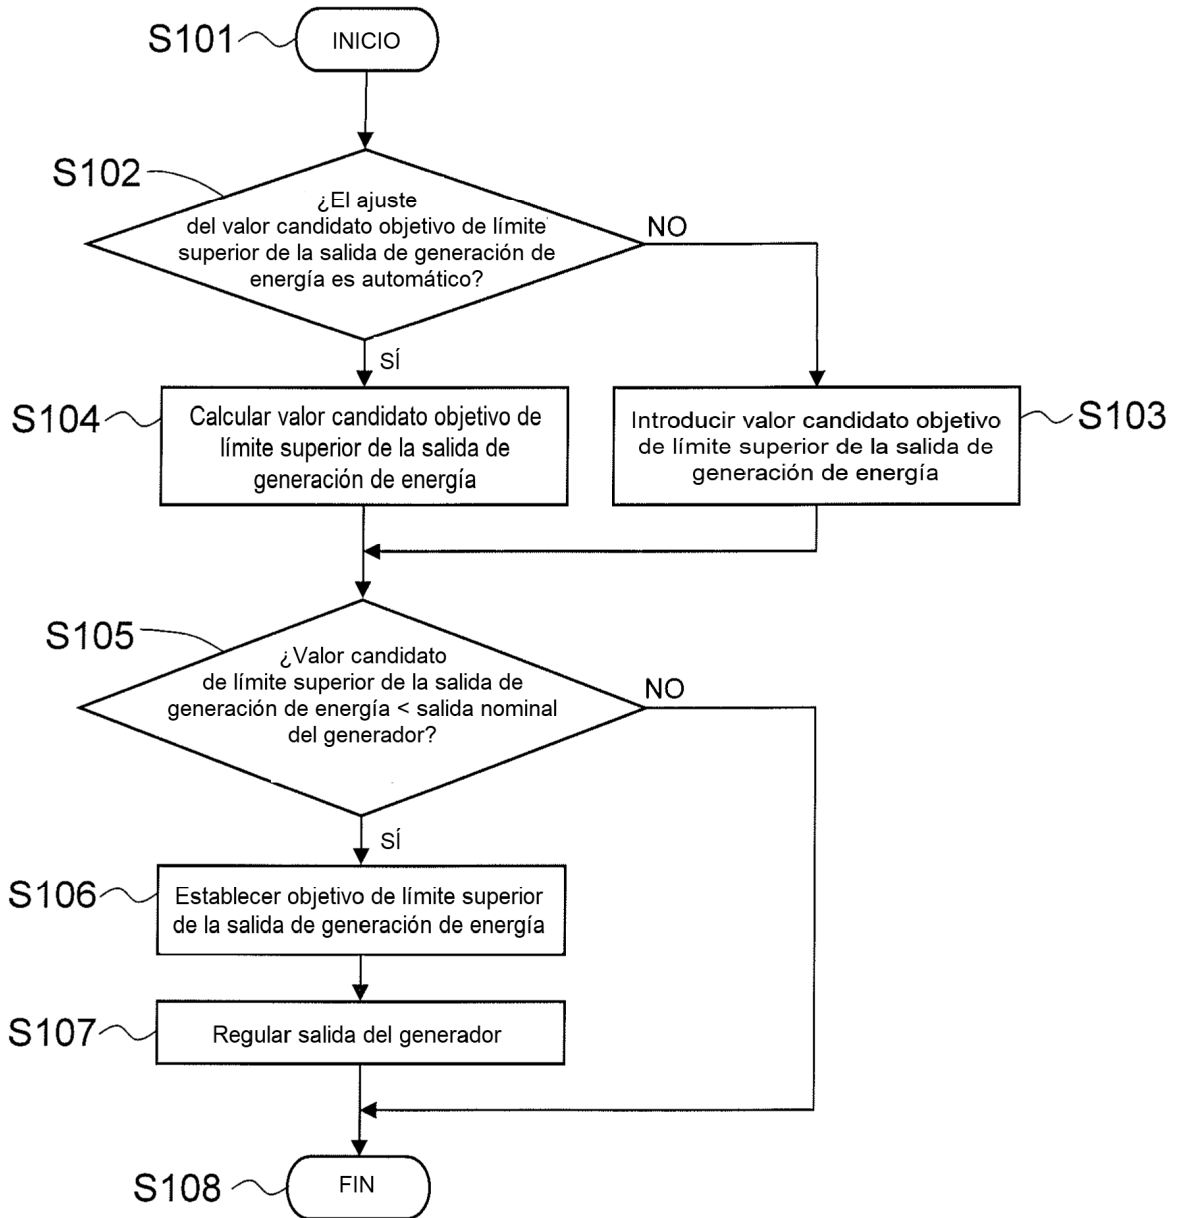 S101
INICIO
S102
¿El ajuste
del valor candidato objetivo de límite
superior de la salida de generación de
energía es automático?
NO
SÍ
S104
Calcular valor candidato objetivo de
límite superior de la salida de
generación de energía
Introducir valor candidato objetivo
de límite superior de la salida de
generación de energía
S103
S105
¿Valor candidato
de límite superior de la salida de
generación de energía < salida nominal
del generador?
NO
SÍ
S106
Establecer objetivo de límite superior
de la salida de generación de energía
S107
Regular salida del generador
S108
FIN